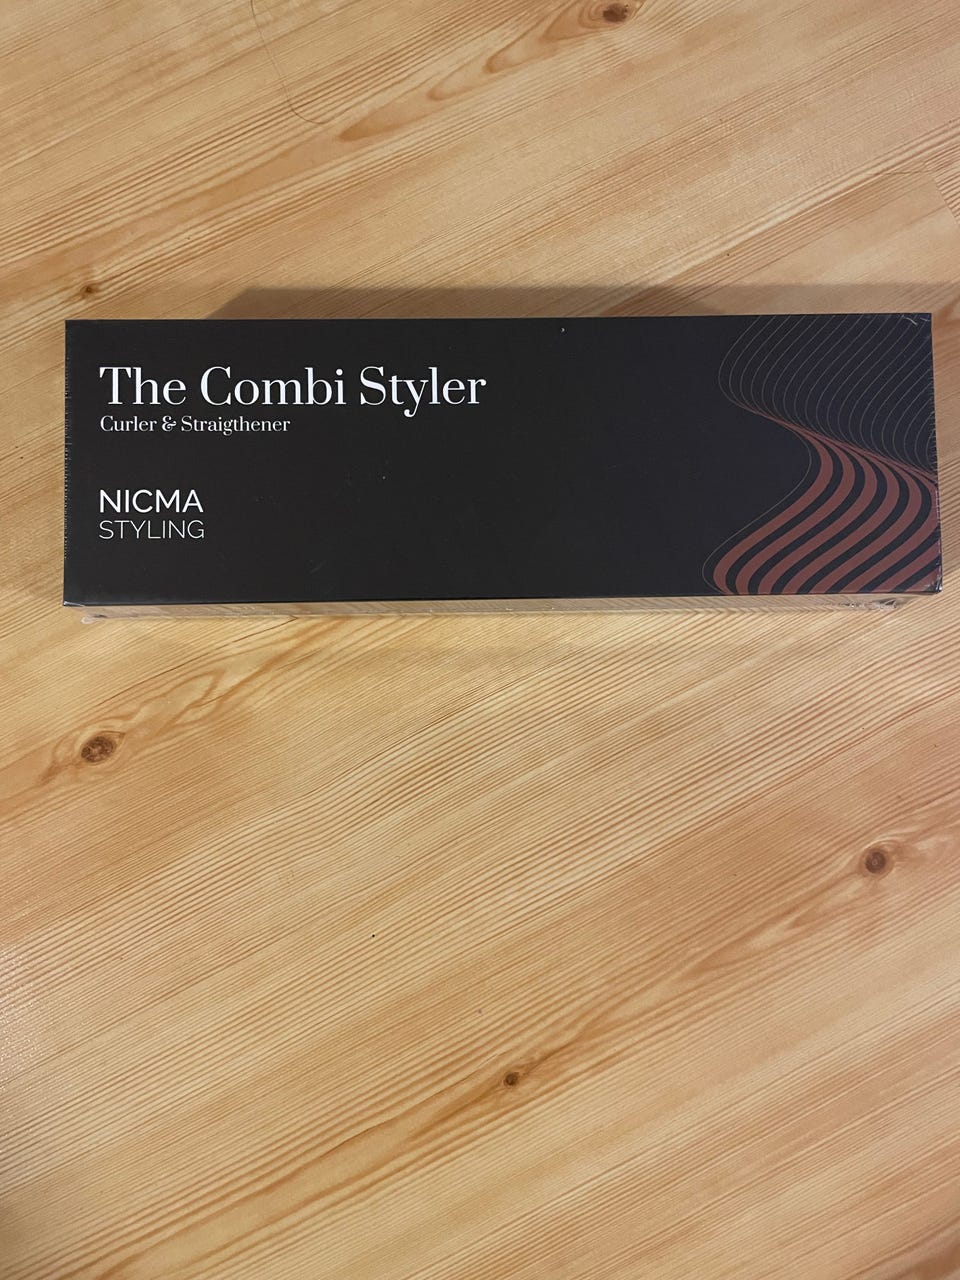 The Combi Styler
Curler & Straigthener
NICMA
STYLING